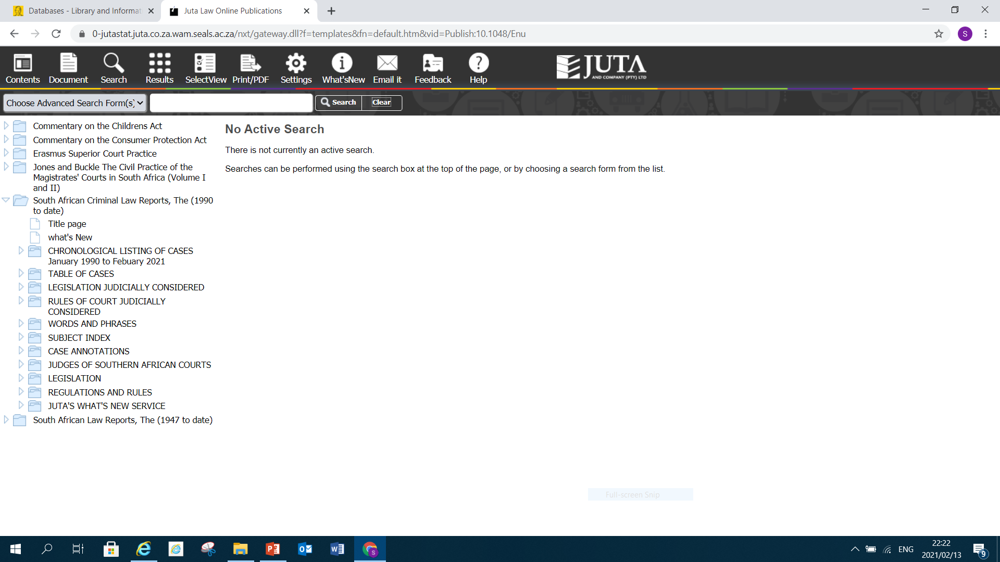 Databases - Library and Informat
Juta Law Online Publications
0-jutastat.juta.co.za.wam.seals.ac.za/nxt/gateway.dll?f=templates&fn=default.htm&vid=Publish:10.1048/Enu
S
Contents Document Search Results SelectView Print/PDF Settings What'sNew Email it Feedback Help
JUTA
AND COMPANY (PTY) LTD
Choose Advanced Search Form(s) Search Clear
Commentary on the Childrens Act
Commentary on the Consumer Protection Act
Erasmus Superior Court Practice
Jones and Buckle The Civil Practice of the
Magistrates' Courts in South Africa (Volume I
and II)
South African Criminal Law Reports, The (1990
to date)
Title page
what's New
CHRONOLOGICAL LISTING OF CASES
January 1990 to Febuary 2021
TABLE OF CASES
LEGISLATION JUDICIALLY CONSIDERED
RULES OF COURT JUDICIALLY
CONSIDERED
WORDS AND PHRASES
SUBJECT INDEX
CASE ANNOTATIONS
JUDGES OF SOUTHERN AFRICAN COURTS
LEGISLATION
REGULATIONS AND RULES
JUTA'S WHAT'S NEW SERVICE
South African Law Reports, The (1947 to date)
No Active Search
There is not currently an active search.
Searches can be performed using the search box at the top of the page, or by choosing a search form from the list.
Full-screen Snip
ENG
22:22
2021/02/13
9